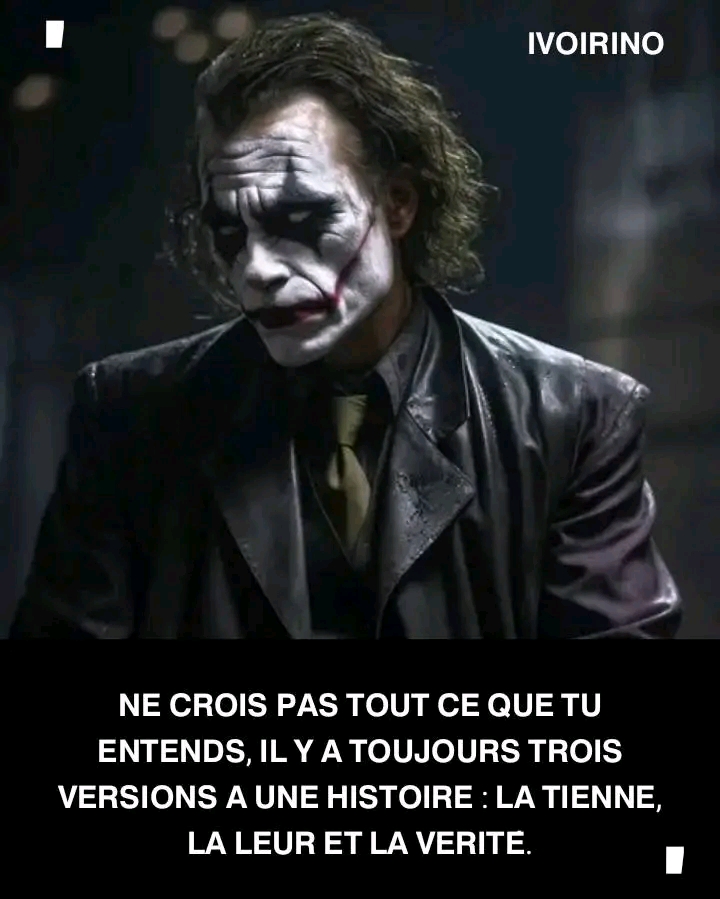 IVOIRINO
NE CROIS PAS TOUT CE QUE TU
ENTENDS, IL Y A TOUJOURS TROIS
VERSIONS A UNE HISTOIRE : LA TIENNE,
LA LEUR ET LA VERITÉ.